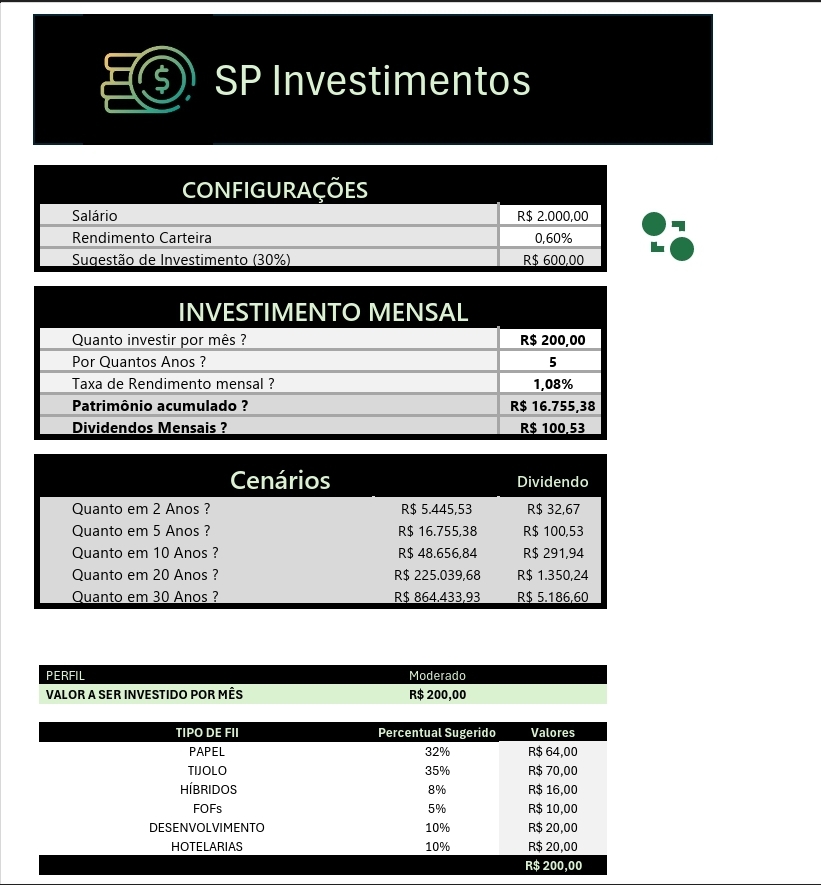 SP Investimentos
CONFIGURAÇÕES
Salário R$ 2.000,00
Rendimento Carteira 0,60%
Sugestão de Investimento (30%) R$ 600,00
INVESTIMENTO MENSAL
Quanto investir por mês ? R$ 200,00
Por Quantos Anos ? 5
Taxa de Rendimento mensal ? 1,08%
Patrimônio acumulado ? R$ 16.755,38
Dividendos Mensais ? R$ 100,53
Cenários Dividendo
Quanto em 2 Anos ? R$ 5.445,53 R$ 32,67
Quanto em 5 Anos ? R$ 16.755,38 R$ 100,53
Quanto em 10 Anos ? R$ 48.656,84 R$ 291,94
Quanto em 20 Anos ? R$ 225.039,68 R$ 1.350,24
Quanto em 30 Anos ? R$ 864.433,93 R$ 5.186,60
PERFIL Moderado
VALOR A SER INVESTIDO POR MÊS R$ 200,00
TIPO DE FII Percentual Sugerido Valores
PAPEL 32% R$ 64,00
TIJOLO 35% R$ 70,00
HÍBRIDOS 8% R$ 16,00
FOFs 5% R$ 10,00
DESENVOLVIMENTO 10% R$ 20,00
HOTELARIAS 10% R$ 20,00
R$ 200,00